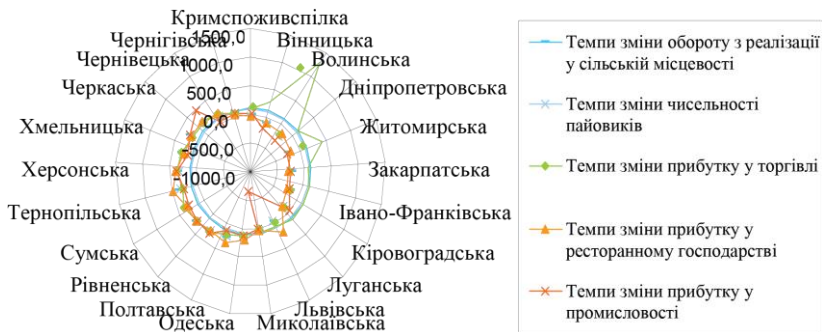 Кримспоживспілка
1500,0
Чернігівська
Вінницька
1000,0
Чернівецька
Волинська
500,0
Черкаська
Дніпропетровська
0,0
Хмельницька
Житомирська
-500,0
Херсонська
-1000,0
Закарпатська
Тернопільська
Івано-Франківська
Сумська
Кіровоградська
Рівненська
Луганська
Полтавська
Львівська
Одеська
Миколаївська
Темпи зміни обороту з реалізації
у сільській місцевості
Темпи зміни чисельності
пайовиків
Темпи зміни прибутку у торгівлі
Темпи зміни прибутку у
ресторанному господарстві
Темпи зміни прибутку у
промисловості